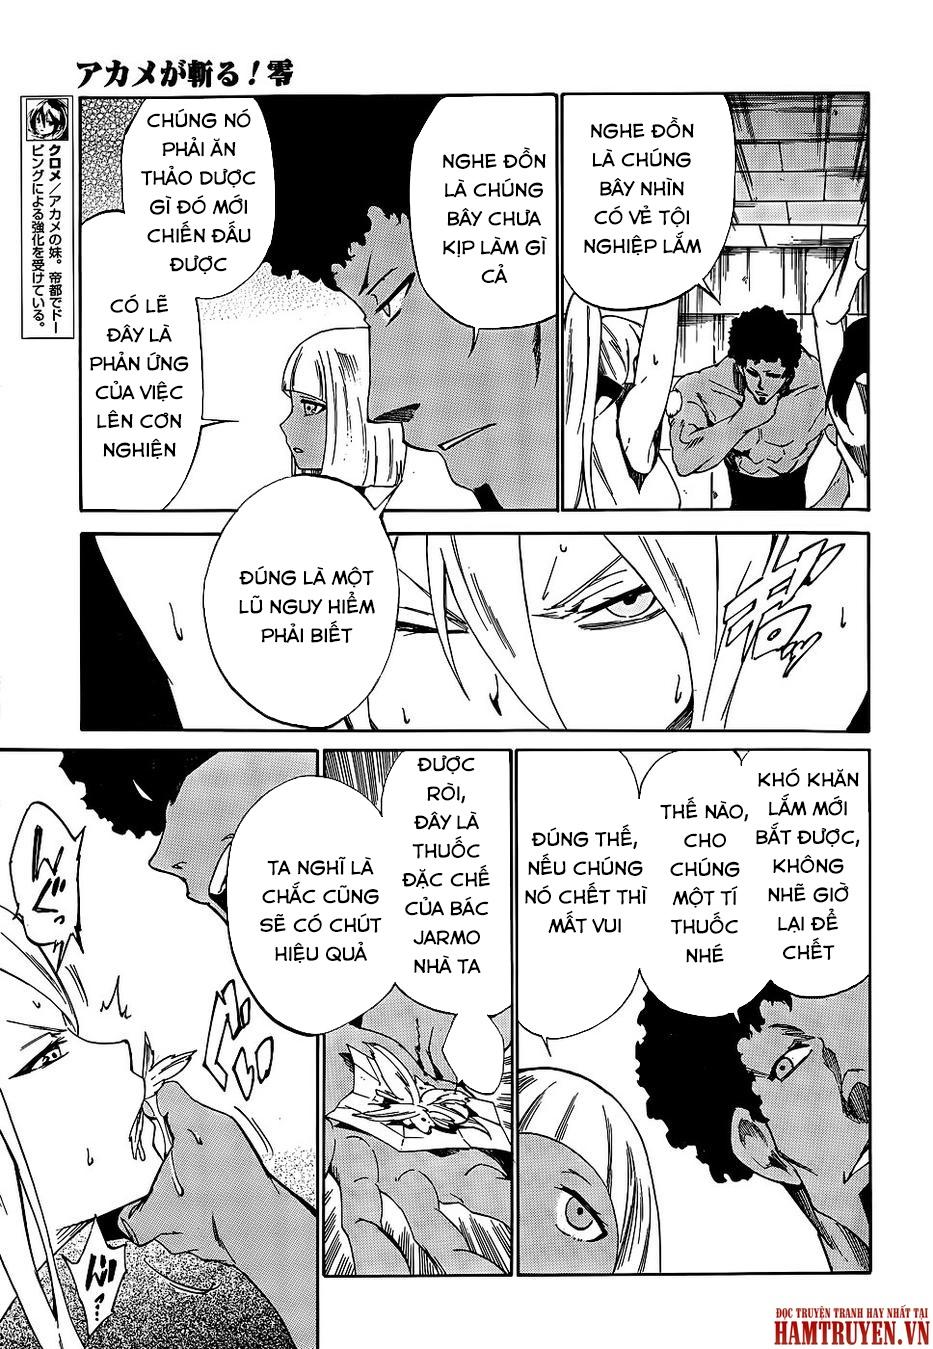 アカメが斬る！零
クロメ／アカメの妹。帝都でドー
ピングによる強化を受けている。
NGHE ĐỒN
LÀ CHÚNG
BÂY NHÌN
CÓ VẺ TỘI
NGHIỆP LẮM
NGHE ĐỒN
LÀ CHÚNG
BÂY CHƯA
KỊP LÀM GÌ
CẢ
CHÚNG NÓ
PHẢI ĂN
THẢO DƯỢC
GÌ ĐÓ MỚI
CHIẾN ĐẤU
ĐƯỢC
CÓ LẼ
ĐÂY LÀ
PHẢN ỨNG
CỦA VIỆC
LÊN CƠN
NGHIỆN
ĐÚNG LÀ MỘT
LŨ NGUY HIỂM
PHẢI BIẾT
KHÓ KHĂN
LẮM MỚI
BẮT ĐƯỢC,
KHÔNG
NHẼ GIỜ
LẠI ĐỂ
CHẾT
THẾ NÀO,
CHO
CHÚNG
MỘT TÍ
THUỐC
NHÉ
ĐÚNG THẾ,
NẾU CHÚNG
NÓ CHẾT THÌ
MẤT VUI
ĐƯỢC
RỒI,
ĐÂY LÀ
THUỐC
ĐẶC CHẾ
CỦA BÁC
JARMO
NHÀ TA
TA NGHĨ LÀ
CHẮC CŨNG
SẼ CÓ CHÚT
HIỆU QUẢ
ĐỌC TRUYỆN TRANH HAY NHẤT TẠI
HAMTRUYEN.VN